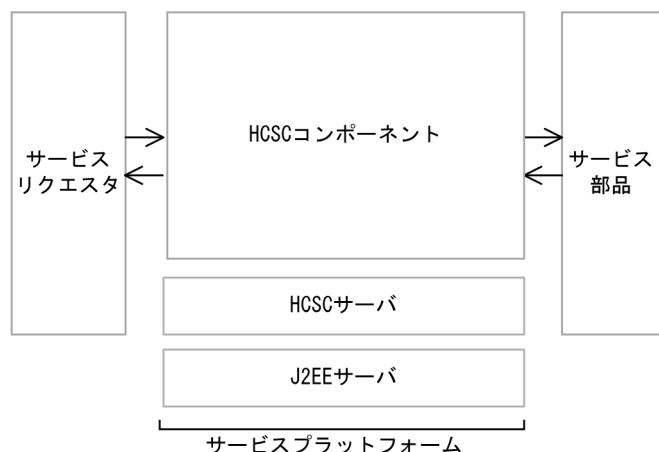 サービス
リクエスタ
HCSCコンポーネント
サービス
部品
HCSCサーバ
J2EEサーバ
サービスプラットフォーム